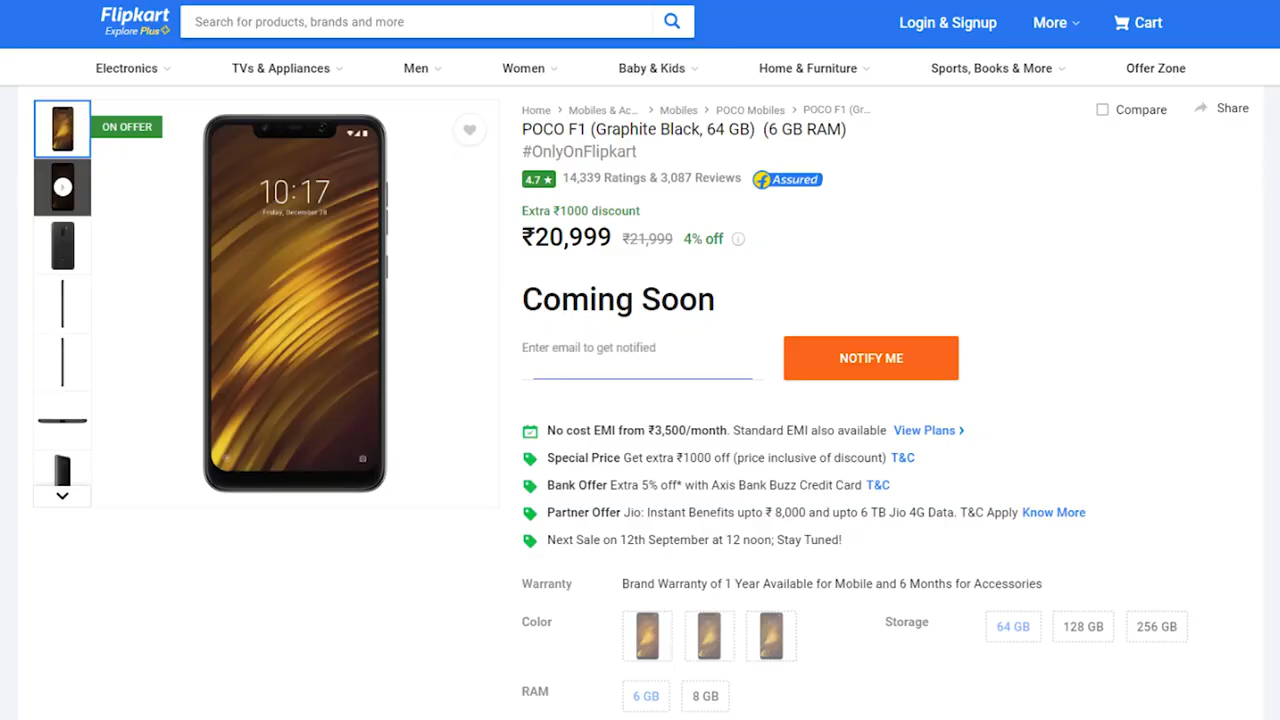 Flipkart
Explore Plus
Search for products, brands and more
Login & Signup
More
Cart
Electronics
TVs & Appliances
Men
Women
Baby & Kids
Home & Furniture
Sports, Books & More
Offer Zone
ON OFFER
10:17
Friday, December 28
Home > Mobiles & Ac... > Mobiles > POCO Mobiles > POCO F1 (Gr...
Compare
Share
POCO F1 (Graphite Black, 64 GB) (6 GB RAM)
#OnlyOnFlipkart
4.7 ★ 14,339 Ratings & 3,087 Reviews
Assured
Extra ₹1000 discount
₹20,999 ₹21,999 4% off
Coming Soon
Enter email to get notified
NOTIFY ME
No cost EMI from ₹3,500/month. Standard EMI also available View Plans >
Special Price Get extra ₹1000 off (price inclusive of discount) T&C
Bank Offer Extra 5% off* with Axis Bank Buzz Credit Card T&C
Partner Offer Jio: Instant Benefits upto ₹ 8,000 and upto 6 TB Jio 4G Data. T&C Apply Know More
Next Sale on 12th September at 12 noon; Stay Tuned!
Warranty Brand Warranty of 1 Year Available for Mobile and 6 Months for Accessories
Color
Storage 64 GB 128 GB 256 GB
RAM 6 GB 8 GB